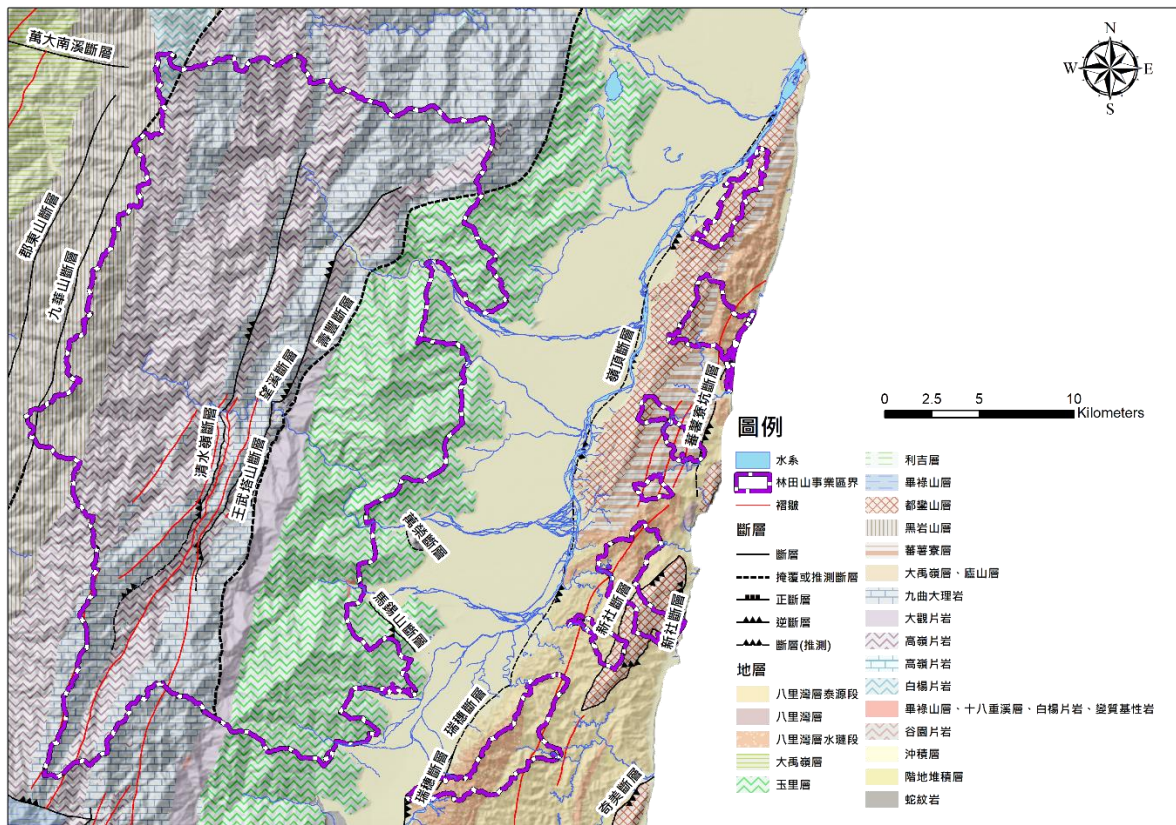 萬大南溪斷層
N
W
E
S
郡東山斷層
九華山斷層
壽豐斷層
嶺頂斷層
蕃薯寮坑斷層
清水嶺斷層
王武塔山斷層
萬榮斷層
馬錫山斷層
新社斷層
新社斷層
瑞穗斷層
瑞穗斷層
奇美斷層
0 2.5 5 10
Kilometers
圖例
水系
林田山事業區界
褶皺
斷層
斷層
掩覆或推測斷層
正斷層
逆斷層
斷層(推測)
地層
八里灣層泰源段
八里灣層
八里灣層水璉段
大禹嶺層
玉里層
利吉層
畢祿山層
都鑾山層
黑岩山層
蕃薯寮層
大禹嶺層、廬山層
九曲大理岩
大觀片岩
高嶺片岩
高嶺片岩
白楊片岩
畢祿山層、十八重溪層、白楊片岩、變質基性岩
谷園片岩
沖積層
階地堆積層
蛇紋岩